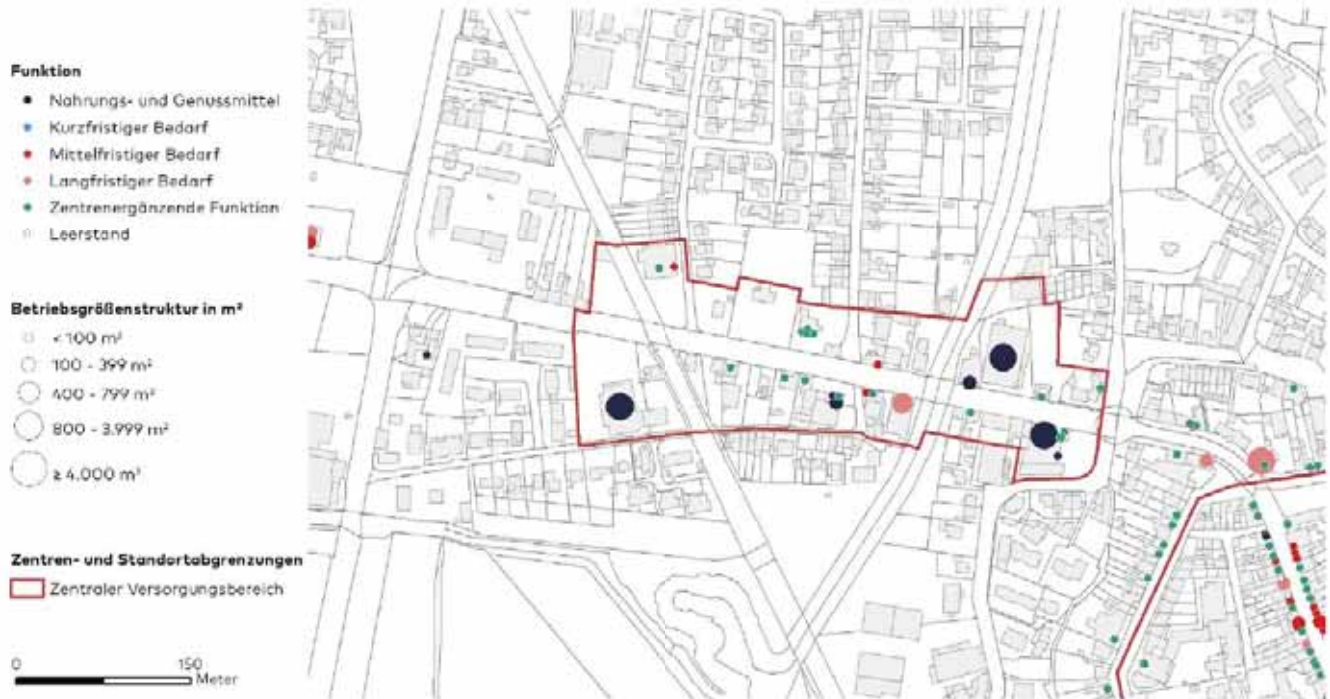 Funktion
Nahrungs- und Genussmittel
Kurzfristiger Bedarf
Mittelfristiger Bedarf
Langfristiger Bedarf
Zentrenergänzende Funktion
Leerstand
Betriebsgrößenstruktur in m²
< 100 m²
100 - 399 m²
400 - 799 m²
800 - 3.999 m²
≥ 4.000 m²
Zentren- und Standortabgrenzungen
Zentraler Versorgungsbereich
0 150
Meter